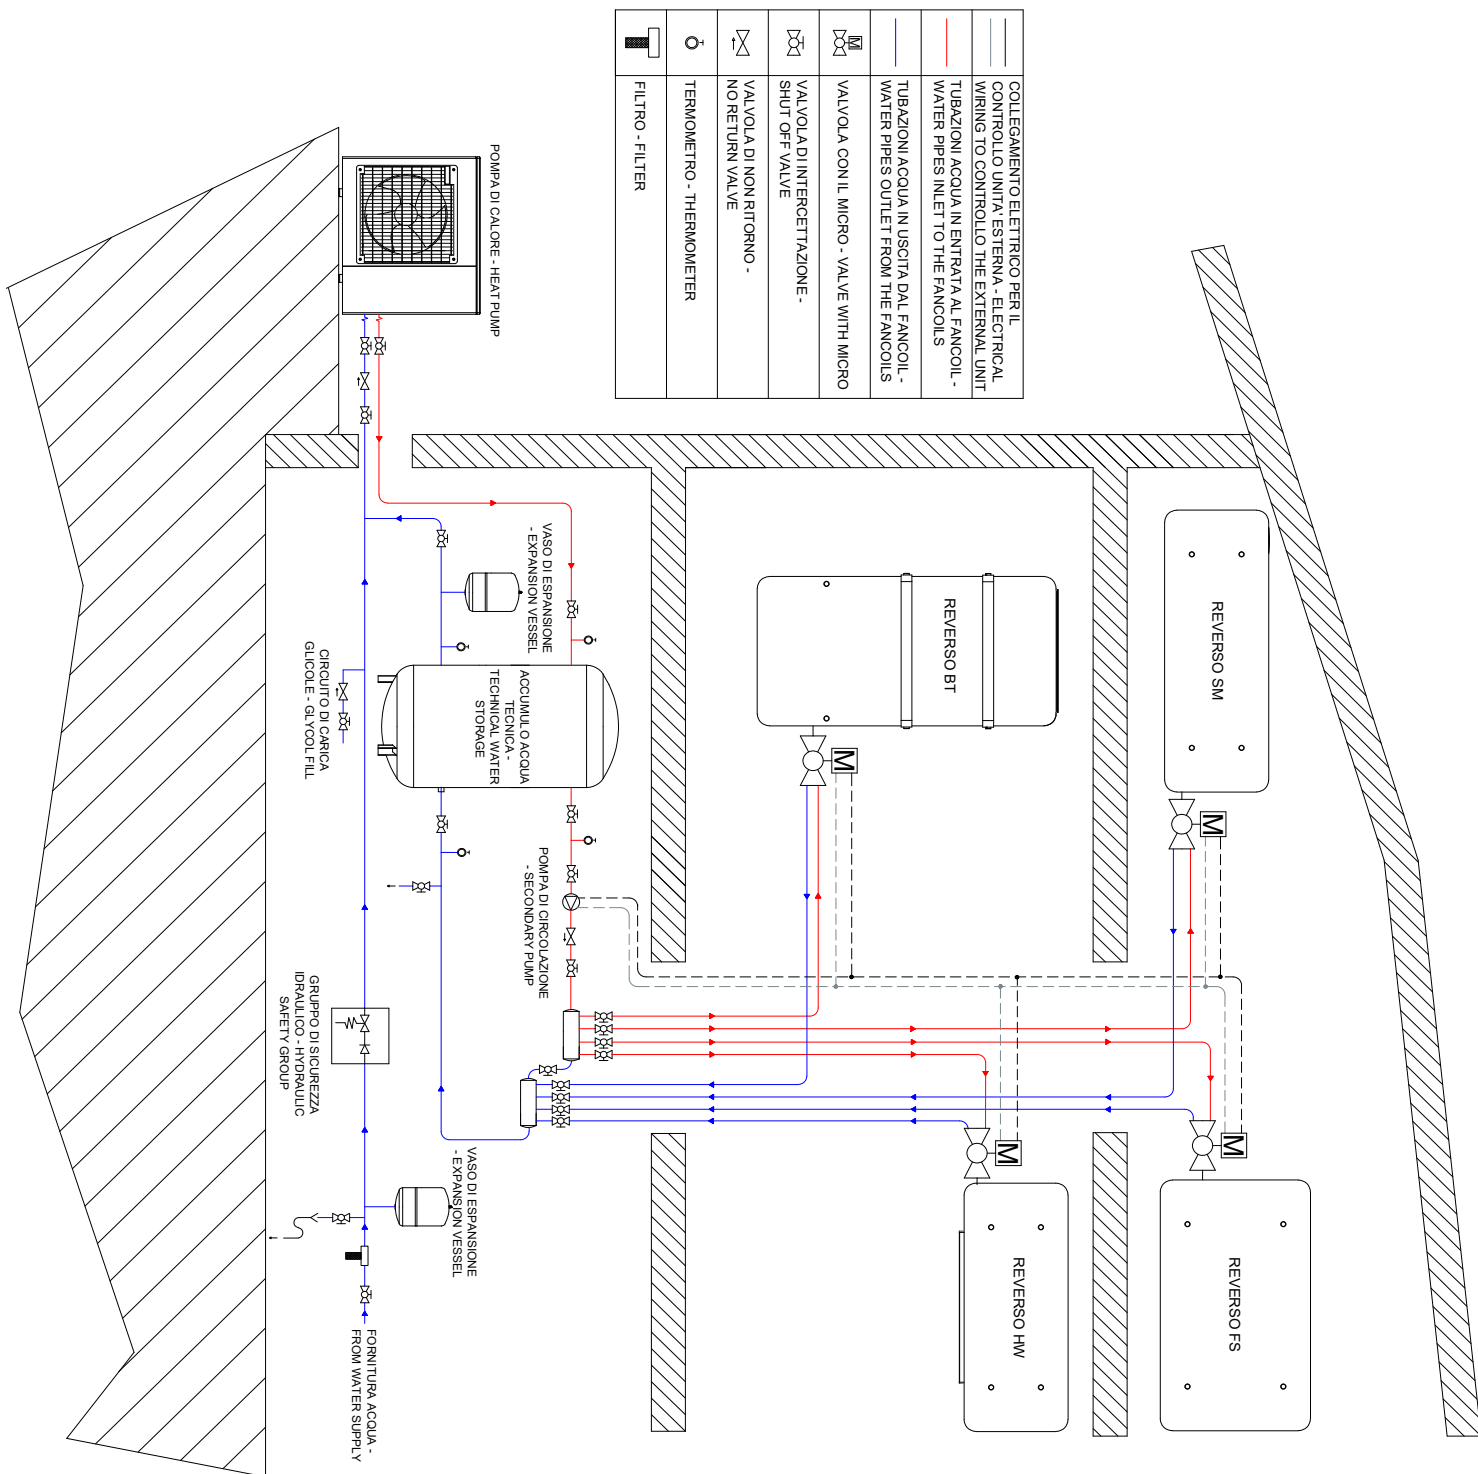 COLLEGAMENTO ELETTRICO PER IL
CONTROLLO UNITA' ESTERNA - ELECTRICAL
WIRING TO CONTROLLO THE EXTERNAL UNIT
TUBAZIONI ACQUA IN ENTRATA AL FANCOIL -
WATER PIPES INLET TO THE FANCOILS
TUBAZIONI ACQUA IN USCITA DAL FANCOIL -
WATER PIPES OUTLET FROM THE FANCOILS
M
VALVOLA CON IL MICRO - VALVE WITH MICRO
VALVOLA DI INTERCETTAZIONE -
SHUT OFF VALVE
VALVOLA DI NON RITORNO -
NO RETURN VALVE
TERMOMETRO - THERMOMETER
FILTRO - FILTER
POMPA DI CALORE - HEAT PUMP
REVERSO SM
M
REVERSO BT
M
VASO DI ESPANSIONE
- EXPANSION VESSEL
ACCUMULO ACQUA
TECNICA -
TECHNICAL WATER
STORAGE
CIRCUITO DI CARICA
GLICOLE - GLYCOL FILL
POMPA DI CIRCOLAZIONE
- SECONDARY PUMP
GRUPPO DI SICUREZZA
IDRAULICO - HYDRAULIC
SAFETY GROUP
M
REVERSO FS
M
REVERSO HW
VASO DI ESPANSIONE
- EXPANSION VESSEL
FORNITURA ACQUA -
FROM WATER SUPPLY